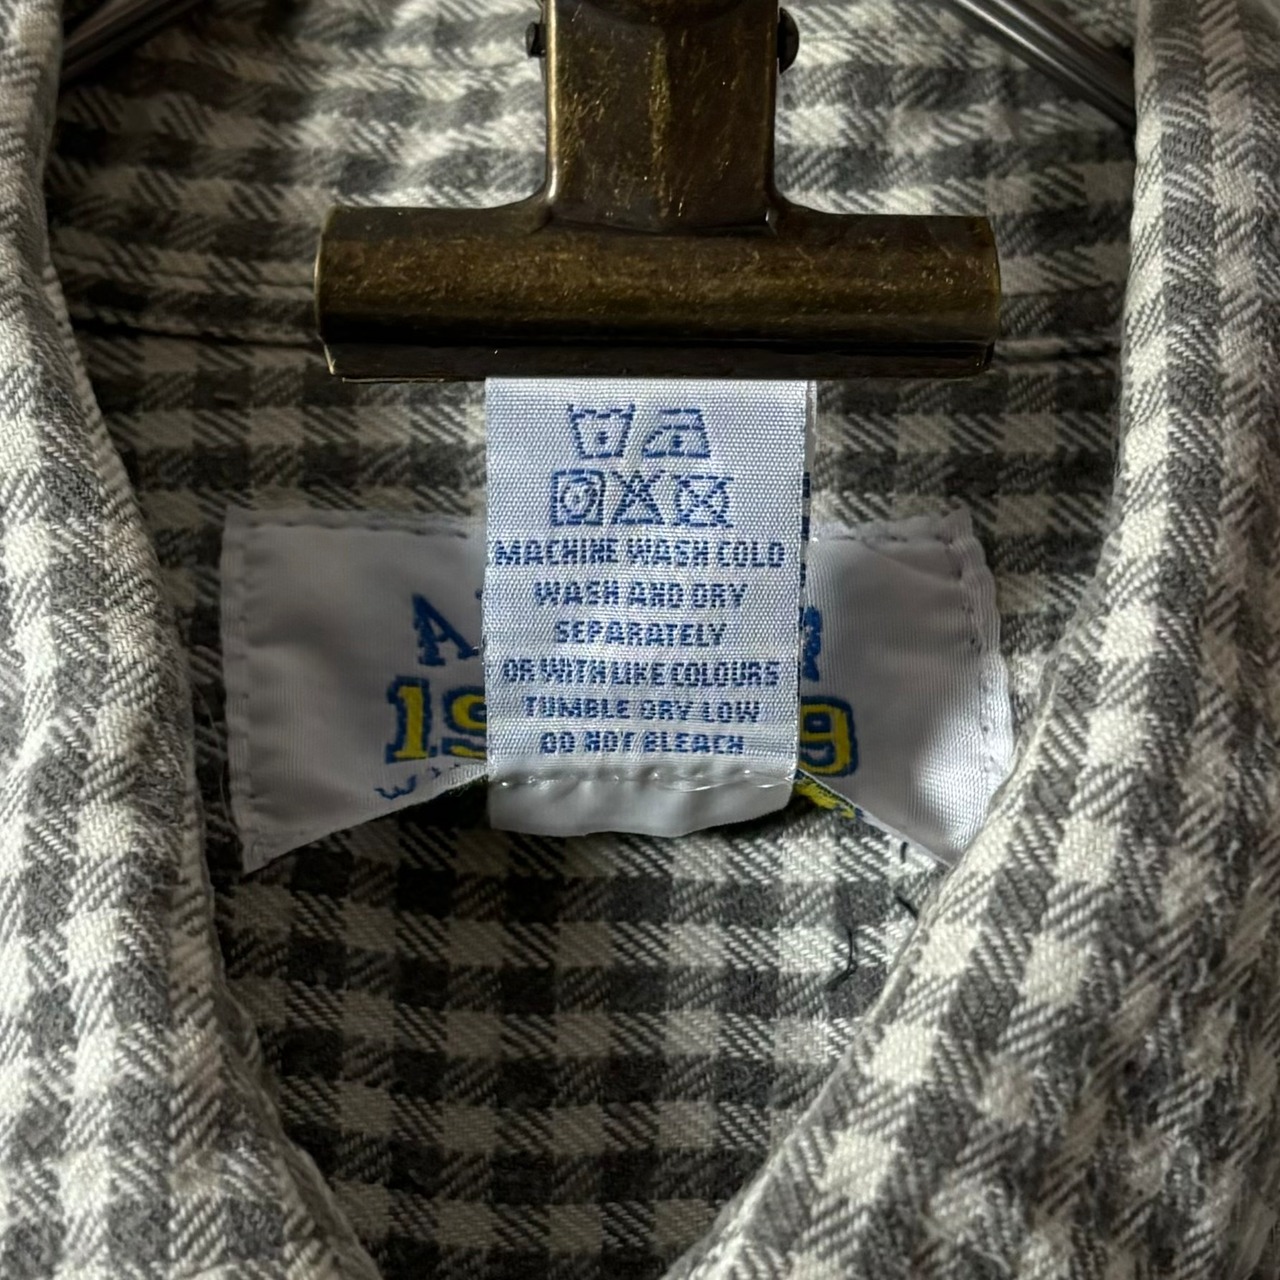 MACHINE WASH COLD
WASH AND DRY
SEPARATELY
OR WITH LIKE COLOURS
TUMBLE DRY LOW
DO NOT BLEACH